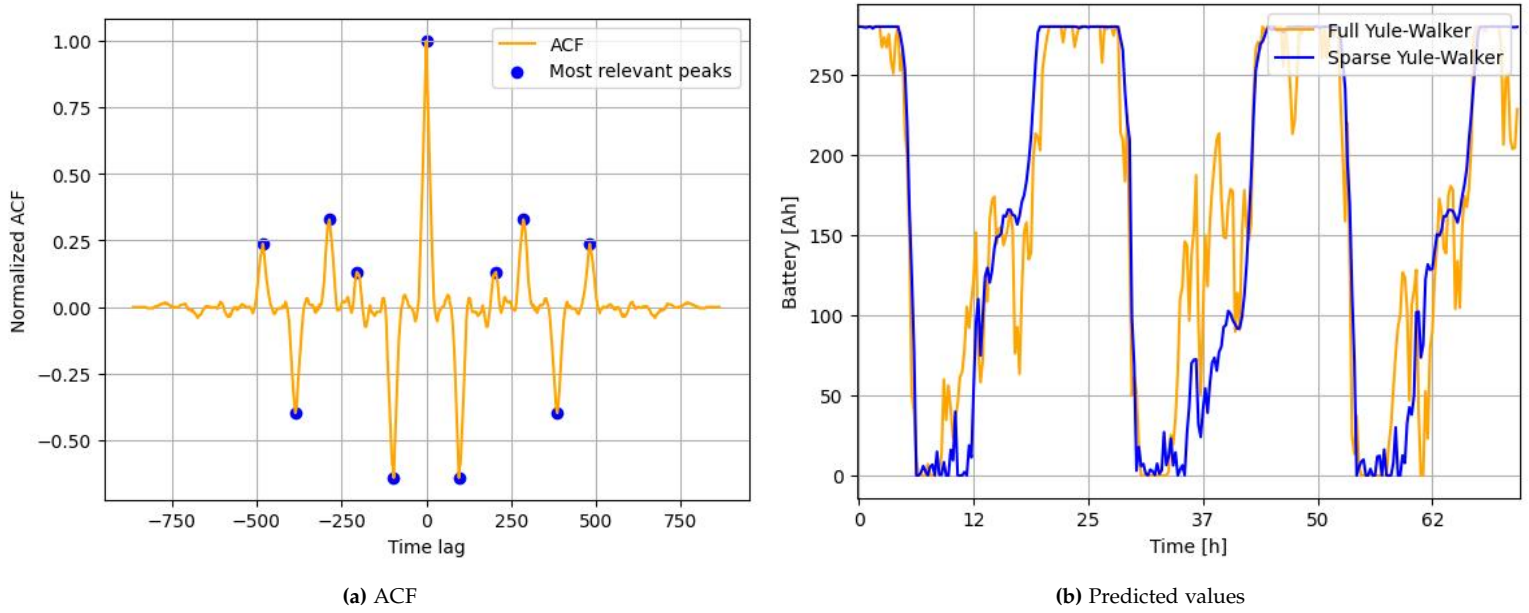 1.00
0.75
0.50
0.25
0.00
−0.25
−0.50
Normalized ACF
ACF
Most relevant peaks
−750
−500
−250
0
250
500
750
Time lag
(a) ACF
250
200
150
100
50
0
Battery [Ah]
Full Yule-Walker
Sparse Yule-Walker
0
12
25
37
50
62
Time [h]
(b) Predicted values